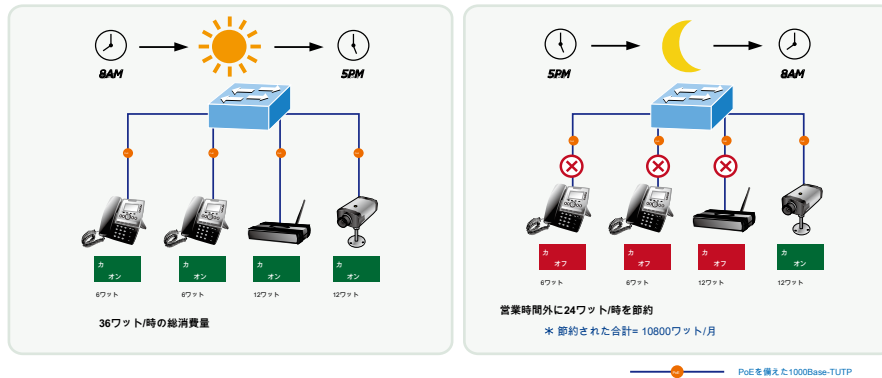 8AM
5PM
カ
オン
カ
オン
カ
オン
カ
オン
6ワット
6ワット
12ワット
12ワット
36ワット/時の総消費量
5PM
8AM
カ
オフ
カ
オフ
カ
オフ
カ
オン
6ワット
6ワット
12ワット
12ワット
営業時間外に24ワット/時を節約
* 節約された合計= 10800ワット/月
PoE
PoEを備えた1000Base-TUTP